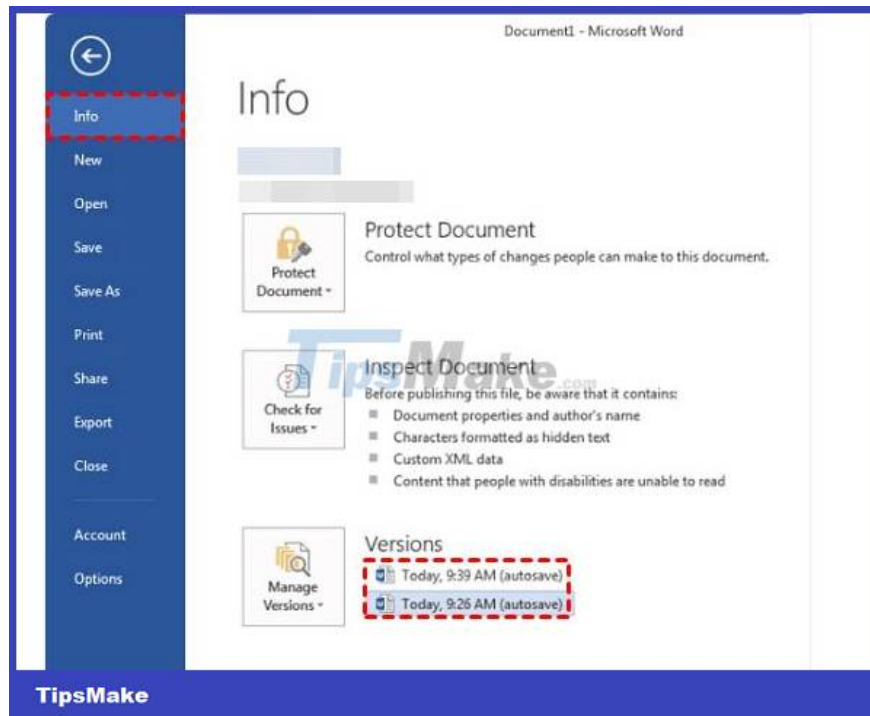 Document1 - Microsoft Word
Info
New
Open
Save
Save As
Print
Share
Export
Close
Account
Options
Info
Protect
Document
Protect Document
Control what types of changes people can make to this document.
TipsMake.com
Check for
Issues
Inspect Document
Before publishing this file, be aware that it contains:
Document properties and author's name
Characters formatted as hidden text
Custom XML data
Content that people with disabilities are unable to read
Manage
Versions
Versions
Today, 9:39 AM (autosave)
Today, 9:26 AM (autosave)
TipsMake